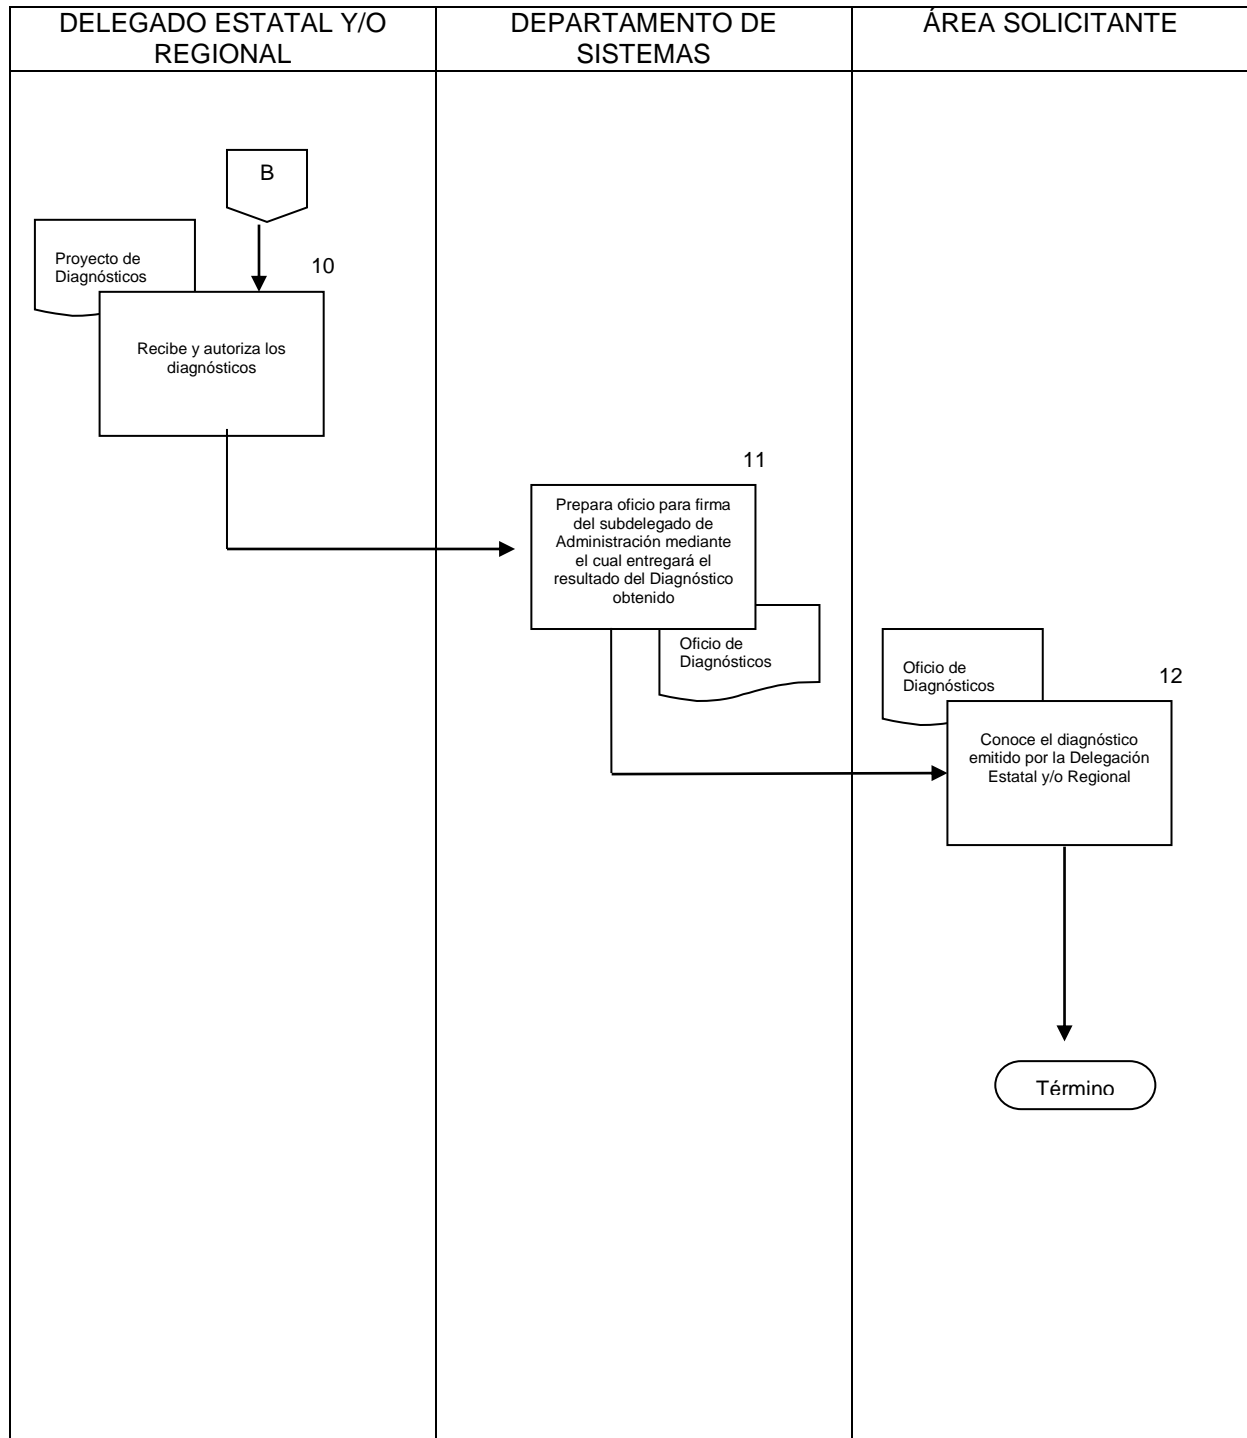 DELEGADO ESTATAL Y/O
REGIONAL
DEPARTAMENTO DE
SISTEMAS
ÁREA SOLICITANTE
B
Proyecto de
Diagnósticos
10
Recibe y autoriza los
diagnósticos
11
Prepara oficio para firma
del subdelegado de
Administración mediante
el cual entregará el
resultado del Diagnóstico
obtenido
Oficio de
Diagnósticos
Oficio de
Diagnósticos
12
Conoce el diagnóstico
emitido por la Delegación
Estatal y/o Regional
Término